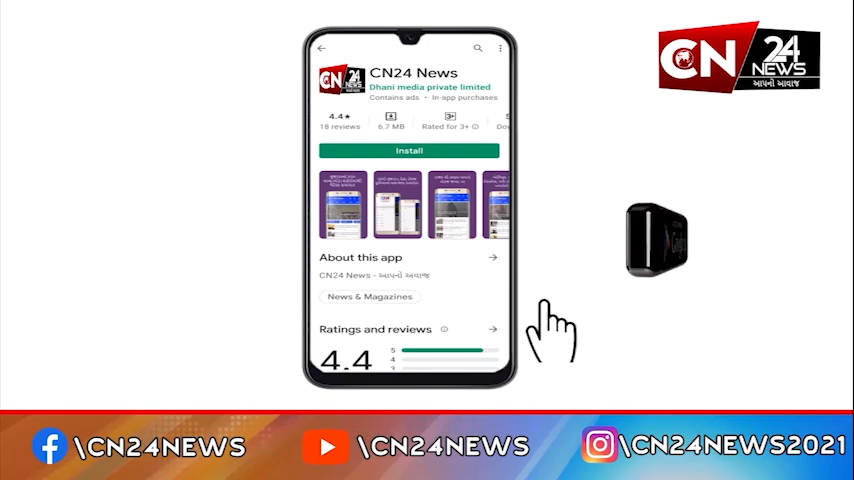 CN24 News
Dhani media private limited
Contains ads • In-app purchases
4.4★
18 reviews
6.7 MB
3+
Rated for 3+
Install
About this app
CN24 News - આપનો અવાજ
News & Magazines
Ratings and reviews
4.4
5
4
3
CN 24 NEWS
આપનો અવાજ
\CN24NEWS
\CN24NEWS
\CN24NEWS2021